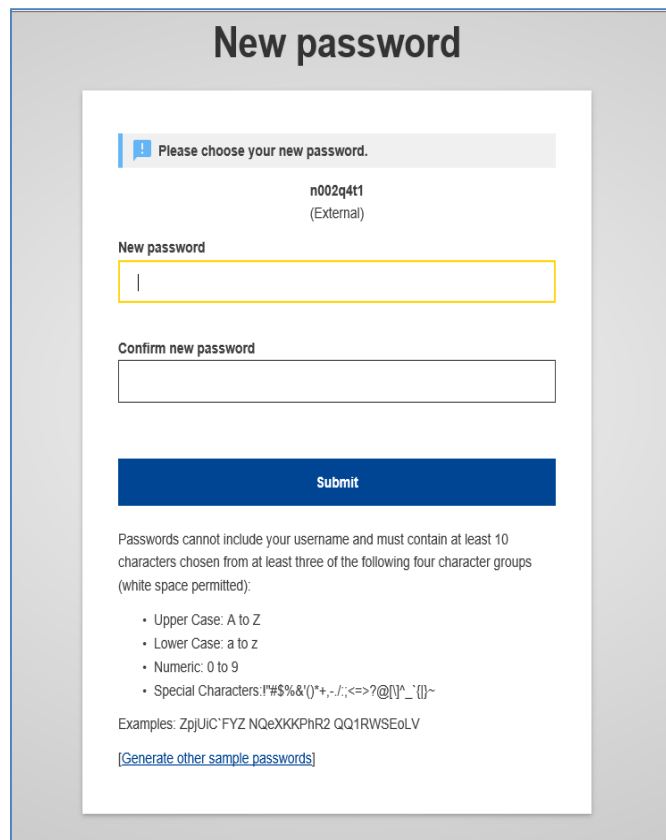 New password
Please choose your new password.
n002q4t1
(External)
New password
Confirm new password
Submit
Passwords cannot include your username and must contain at least 10
characters chosen from at least three of the following four character groups
(white space permitted):
• Upper Case: A to Z
• Lower Case: a to z
• Numeric: 0 to 9
• Special Characters:!"#$%&'()*+,-./:;<=>?@[\]^_`{|}~
Examples: ZpjUiC`FYZ NQeXKKPhR2 QQ1RWSEoLV
[Generate other sample passwords]